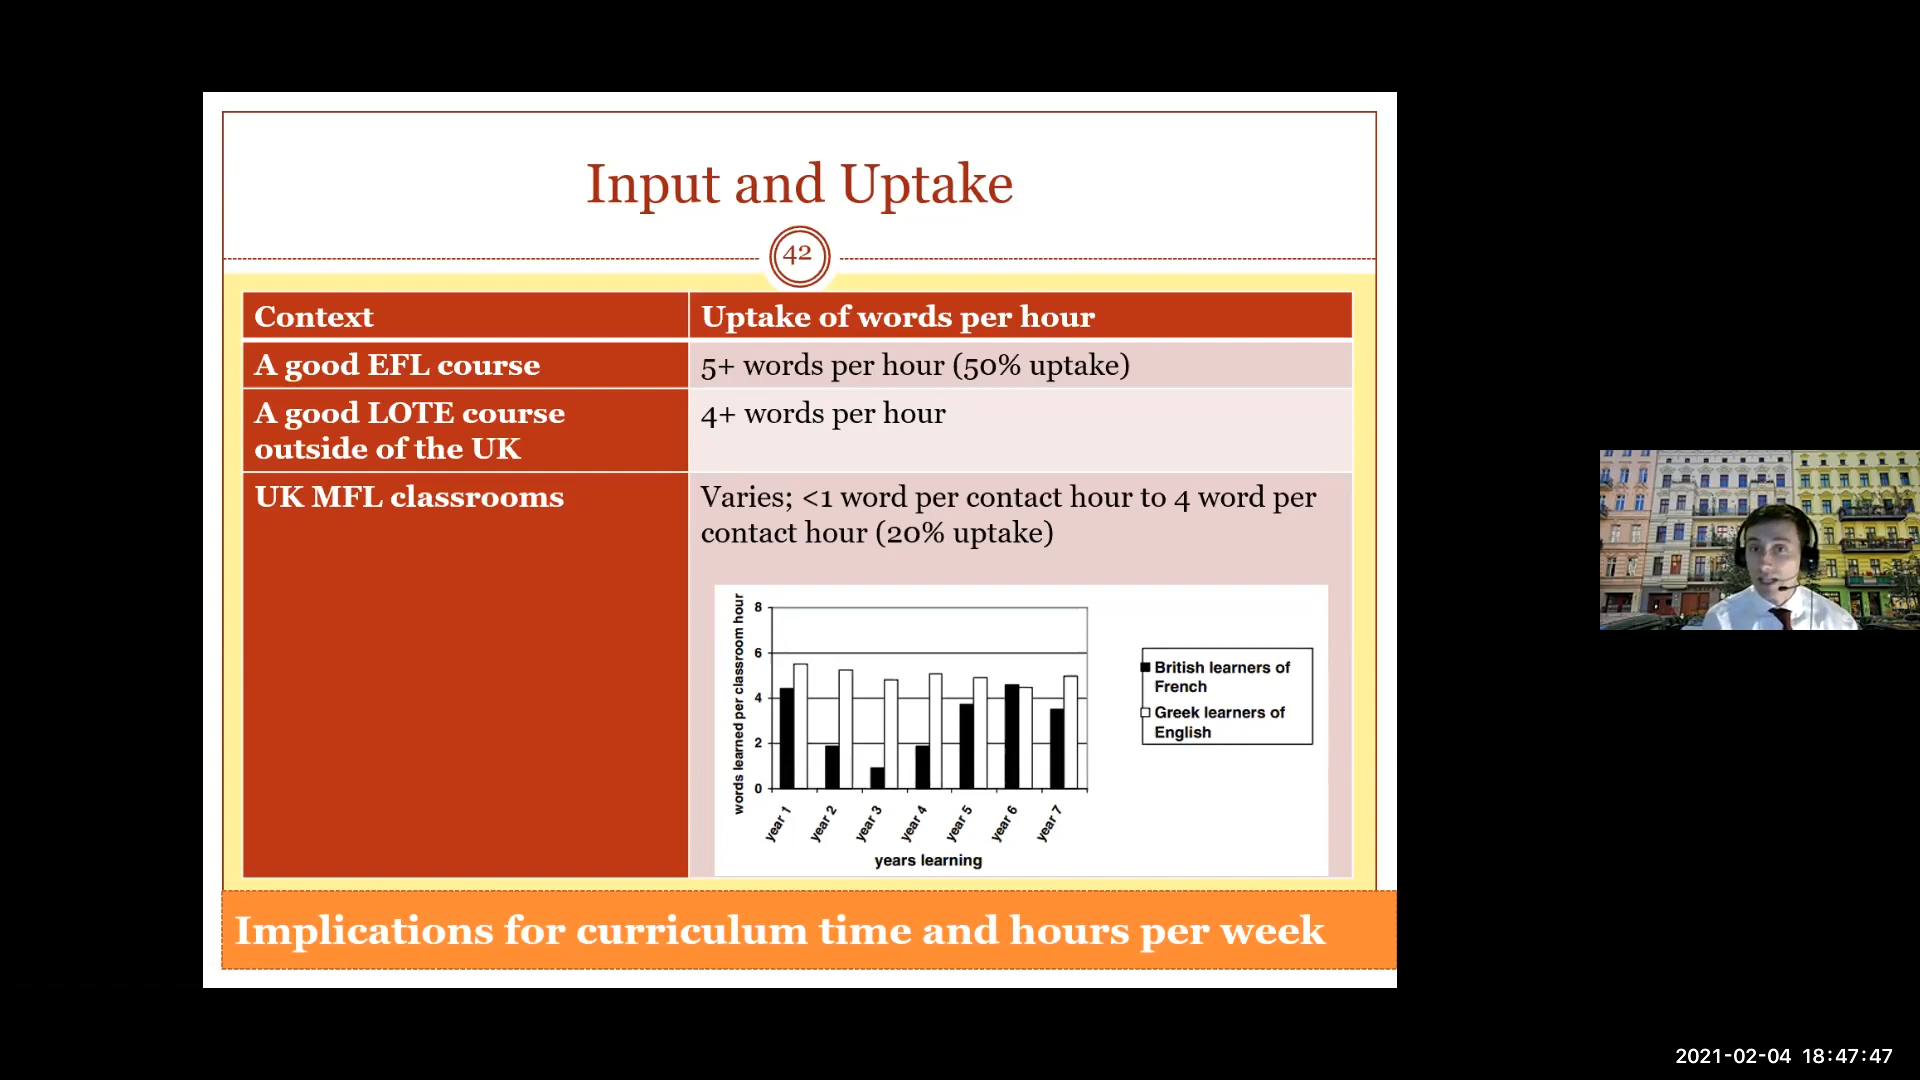 Input and Uptake
42
Context
Uptake of words per hour
A good EFL course
5+ words per hour (50% uptake)
A good LOTE course
outside of the UK
4+ words per hour
UK MFL classrooms
Varies; <1 word per contact hour to 4 word per
contact hour (20% uptake)
words learned per classroom hour
8
6
4
2
0
year 1
year 2
year 3
year 4
year 5
year 6
year 7
years learning
British learners of
French
Greek learners of
English
Implications for curriculum time and hours per week
2021-02-04 18:47:47